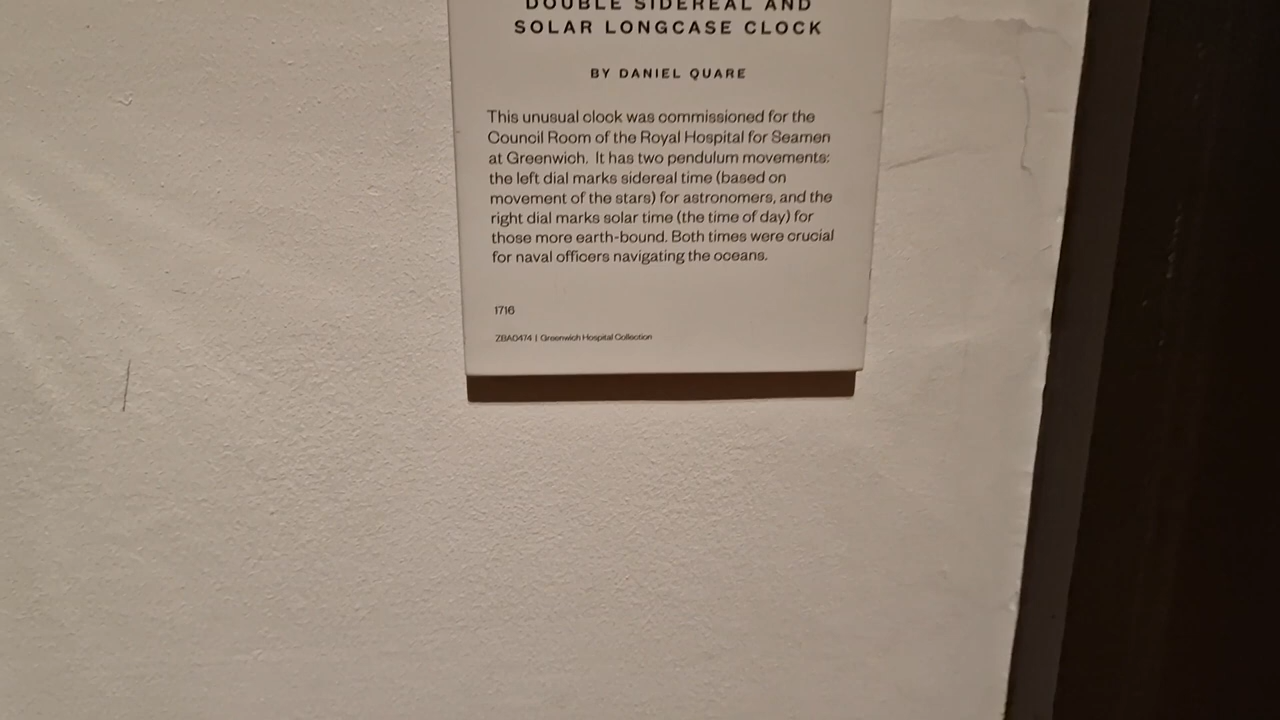 DOUBLE SIDEREAL AND
SOLAR LONGCASE CLOCK
BY DANIEL QUARE
This unusual clock was commissioned for the
Council Room of the Royal Hospital for Seamen
at Greenwich. It has two pendulum movements:
the left dial marks sidereal time (based on
movement of the stars) for astronomers, and the
right dial marks solar time (the time of day) for
those more earth-bound. Both times were crucial
for naval officers navigating the oceans.
1716
ZBA0474 | Greenwich Hospital Collection